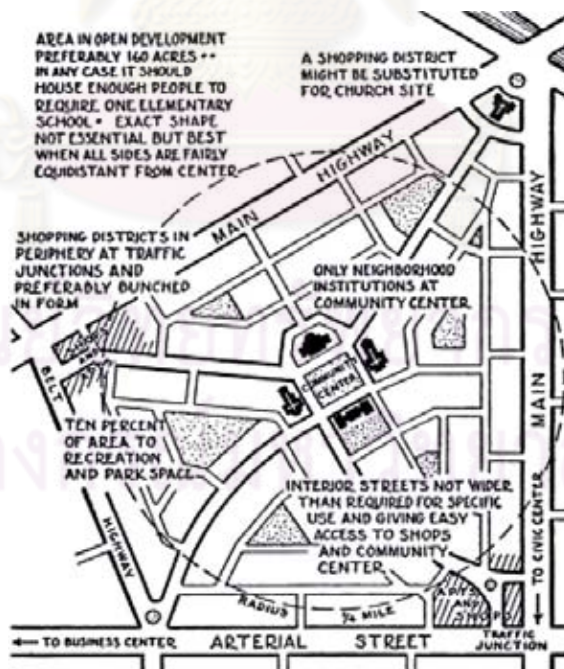 AREA IN OPEN DEVELOPMENT
PREFERABLY 160 ACRES ••
IN ANY CASE IT SHOULD
HOUSE ENOUGH PEOPLE TO
REQUIRE ONE ELEMENTARY
SCHOOL • EXACT SHAPE
NOT ESSENTIAL BUT BEST
WHEN ALL SIDES ARE FAIRLY
EQUIDISTANT FROM CENTER
A SHOPPING DISTRICT
MIGHT BE SUBSTITUTED
FOR CHURCH SITE
MAIN HIGHWAY
HIGHWAY
MAIN
SHOPPING DISTRICTS IN
PERIPHERY AT TRAFFIC
JUNCTIONS AND
PREFERABLY BUNCHED
IN FORM
ONLY NEIGHBORHOOD
INSTITUTIONS AT
COMMUNITY CENTER
COMMUNITY
CENTER
BELT
HIGHWAY
TEN PERCENT
OF AREA TO
RECREATION
AND PARK SPACE
INTERIOR STREETS NOT WIDER
THAN REQUIRED FOR SPECIFIC
USE AND GIVING EASY
ACCESS TO SHOPS
AND COMMUNITY
CENTER
TO CIVIC CENTER
RADIUS
AND
SHOPS
TO BUSINESS CENTER
ARTERIAL STREET
TRAFFIC
JUNCTION